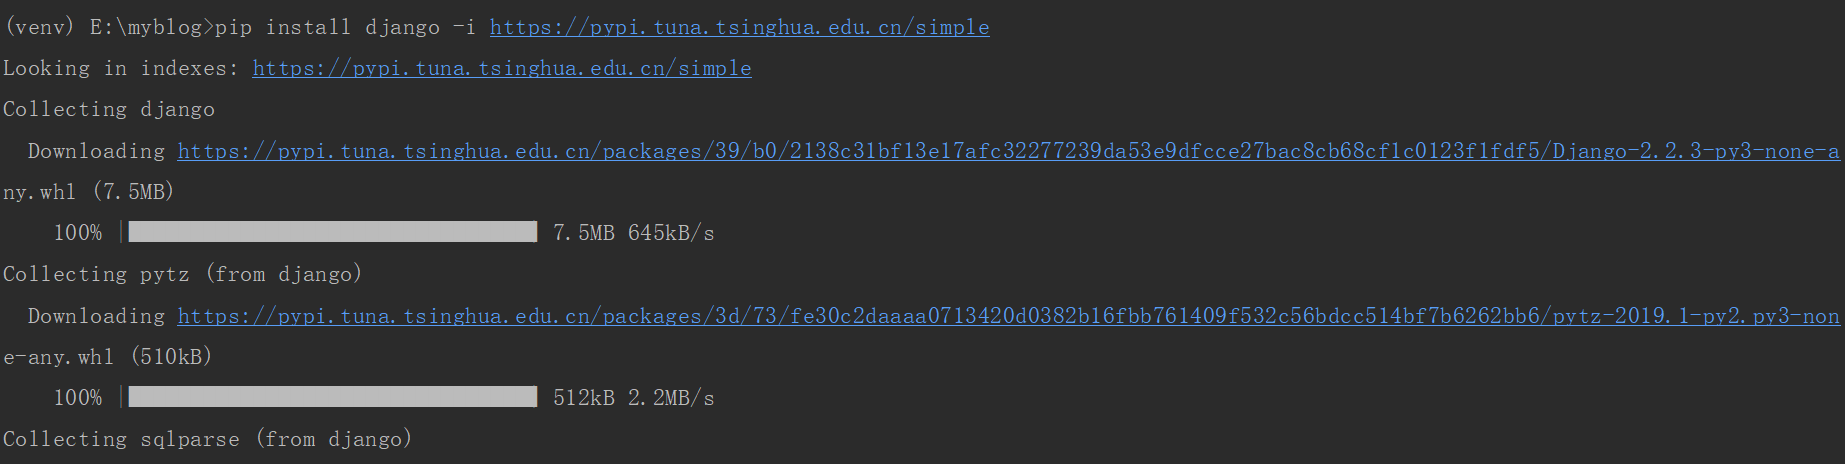 (venv) E:\myblog>pip install django -i https://pypi.tuna.tsinghua.edu.cn/simple
Looking in indexes: https://pypi.tuna.tsinghua.edu.cn/simple
Collecting django
Downloading https://pypi.tuna.tsinghua.edu.cn/packages/39/b0/2138c31bf13e17afc32277239da53e9dfcce27bac8cb68cf1c0123f1fdf5/Django-2.2.3-py3-none-a
ny.whl (7.5MB)
100% 7.5MB 645kB/s
Collecting pytz (from django)
Downloading https://pypi.tuna.tsinghua.edu.cn/packages/3d/73/fe30c2daaaa0713420d0382b16fbb761409f532c56bdcc514bf7b6262bb6/pytz-2019.1-py2.py3-non
e-any.whl (510kB)
100% 512kB 2.2MB/s
Collecting sqlparse (from django)